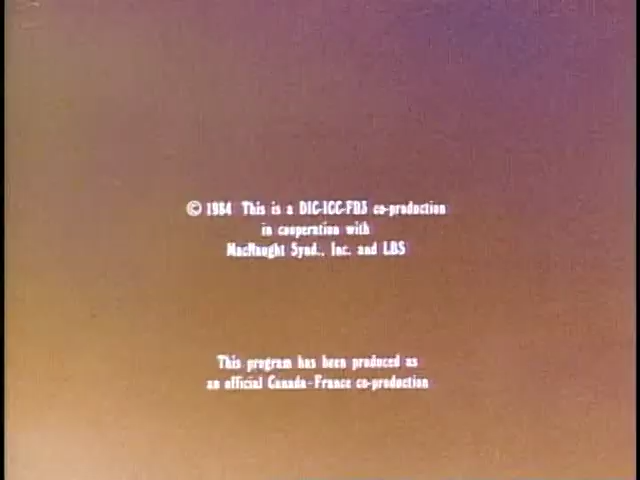 © 1984 This is a DIC-ICC-FR3 co-production
in cooperation with
MacNaught Synd., Inc. and LBS
This program has been produced as
an official Canada-France co-production